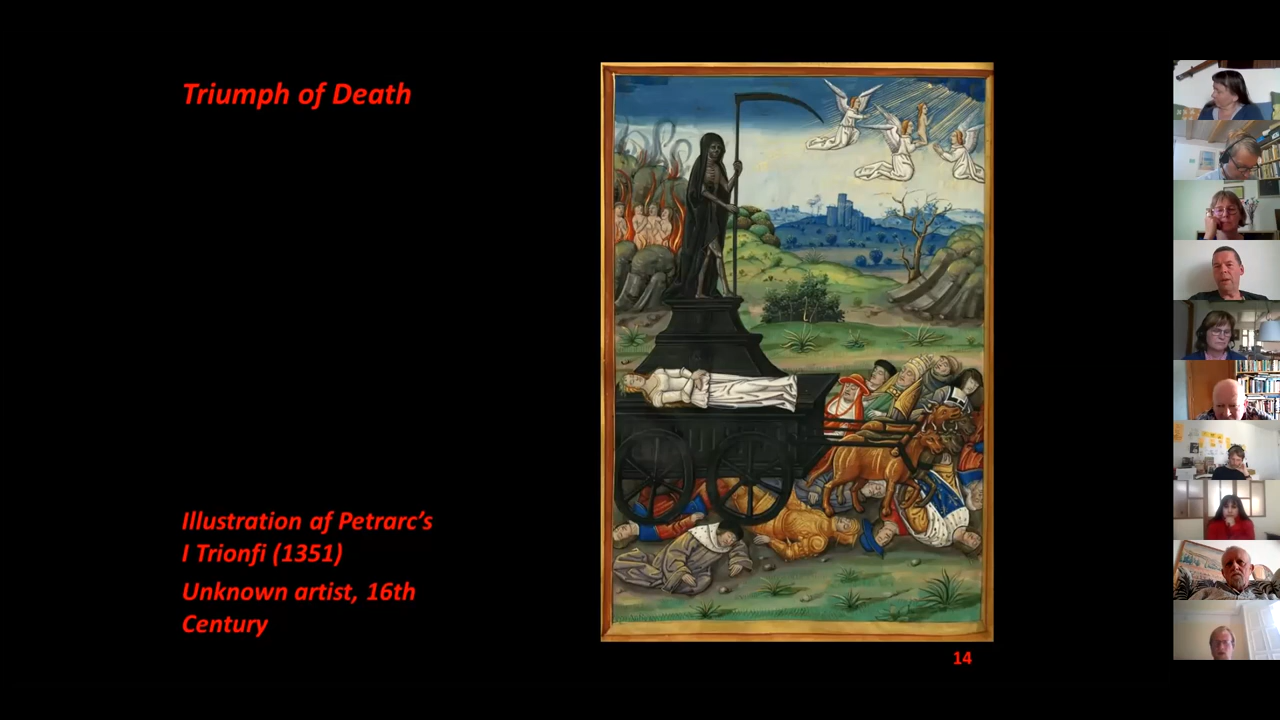 Triumph of Death
Illustration af Petrarc’s
I Trionfi (1351)
Unknown artist, 16th
Century
14